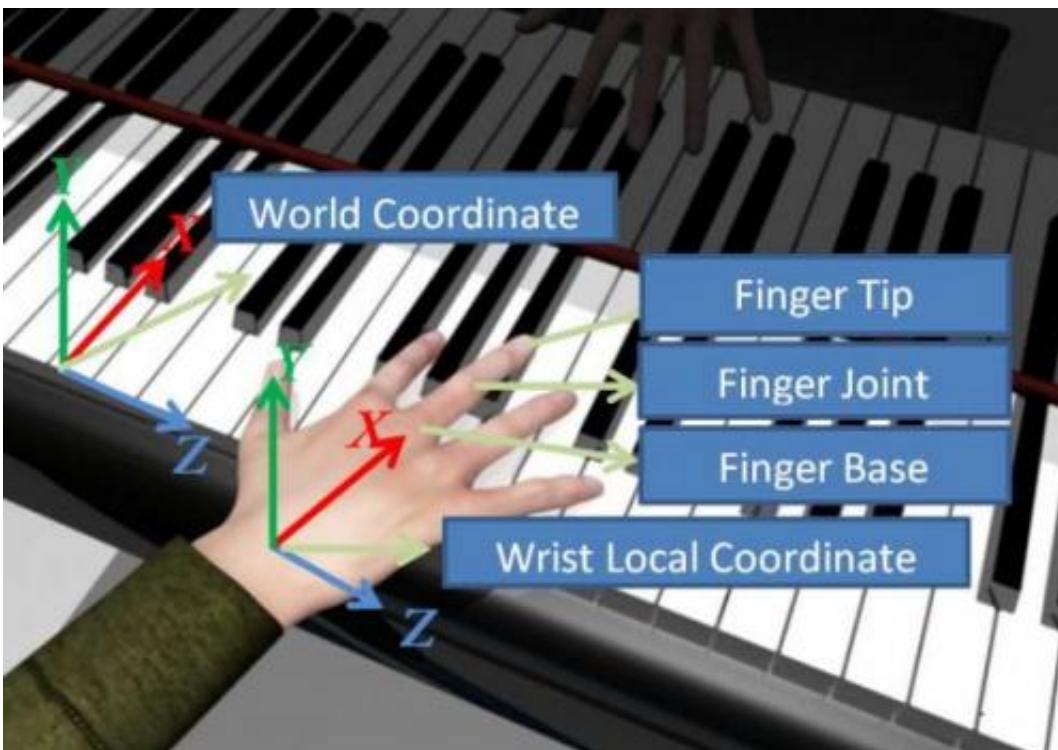 Y
X
World Coordinate
Z
Finger Tip
Finger Joint
Finger Base
Y
X
Wrist Local Coordinate
Z